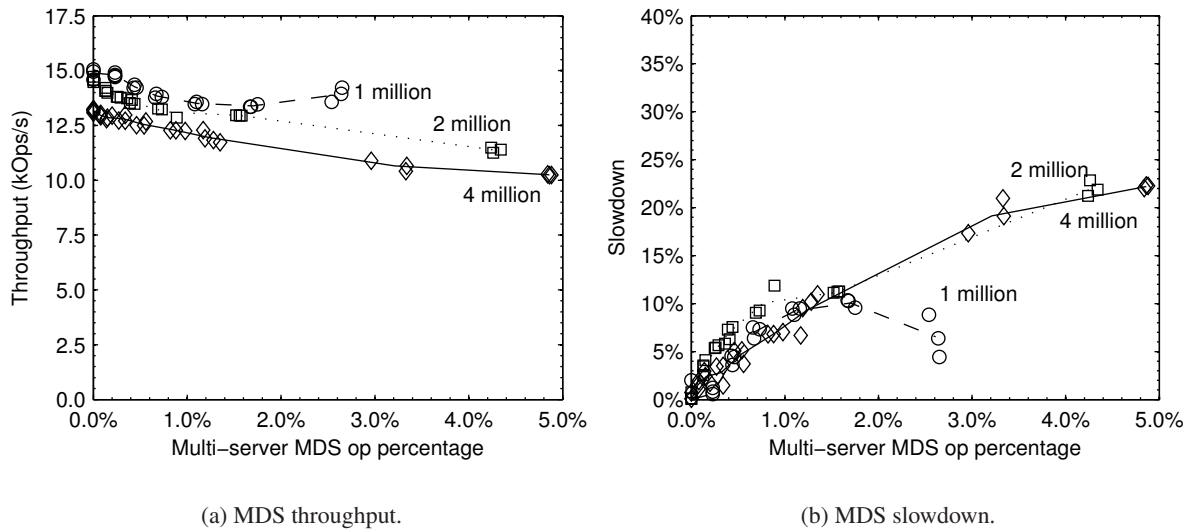 17.5
15.0
12.5
10.0
7.5
5.0
2.5
0.0
Throughput (kOps/s)
1 million
2 million
4 million
0.0% 1.0% 2.0% 3.0% 4.0% 5.0%
Multi−server MDS op percentage
(a) MDS throughput.
40%
35%
30%
25%
20%
15%
10%
5%
0%
Slowdown
2 million
4 million
1 million
0.0% 1.0% 2.0% 3.0% 4.0% 5.0%
Multi−server MDS op percentage
(b) MDS slowdown.